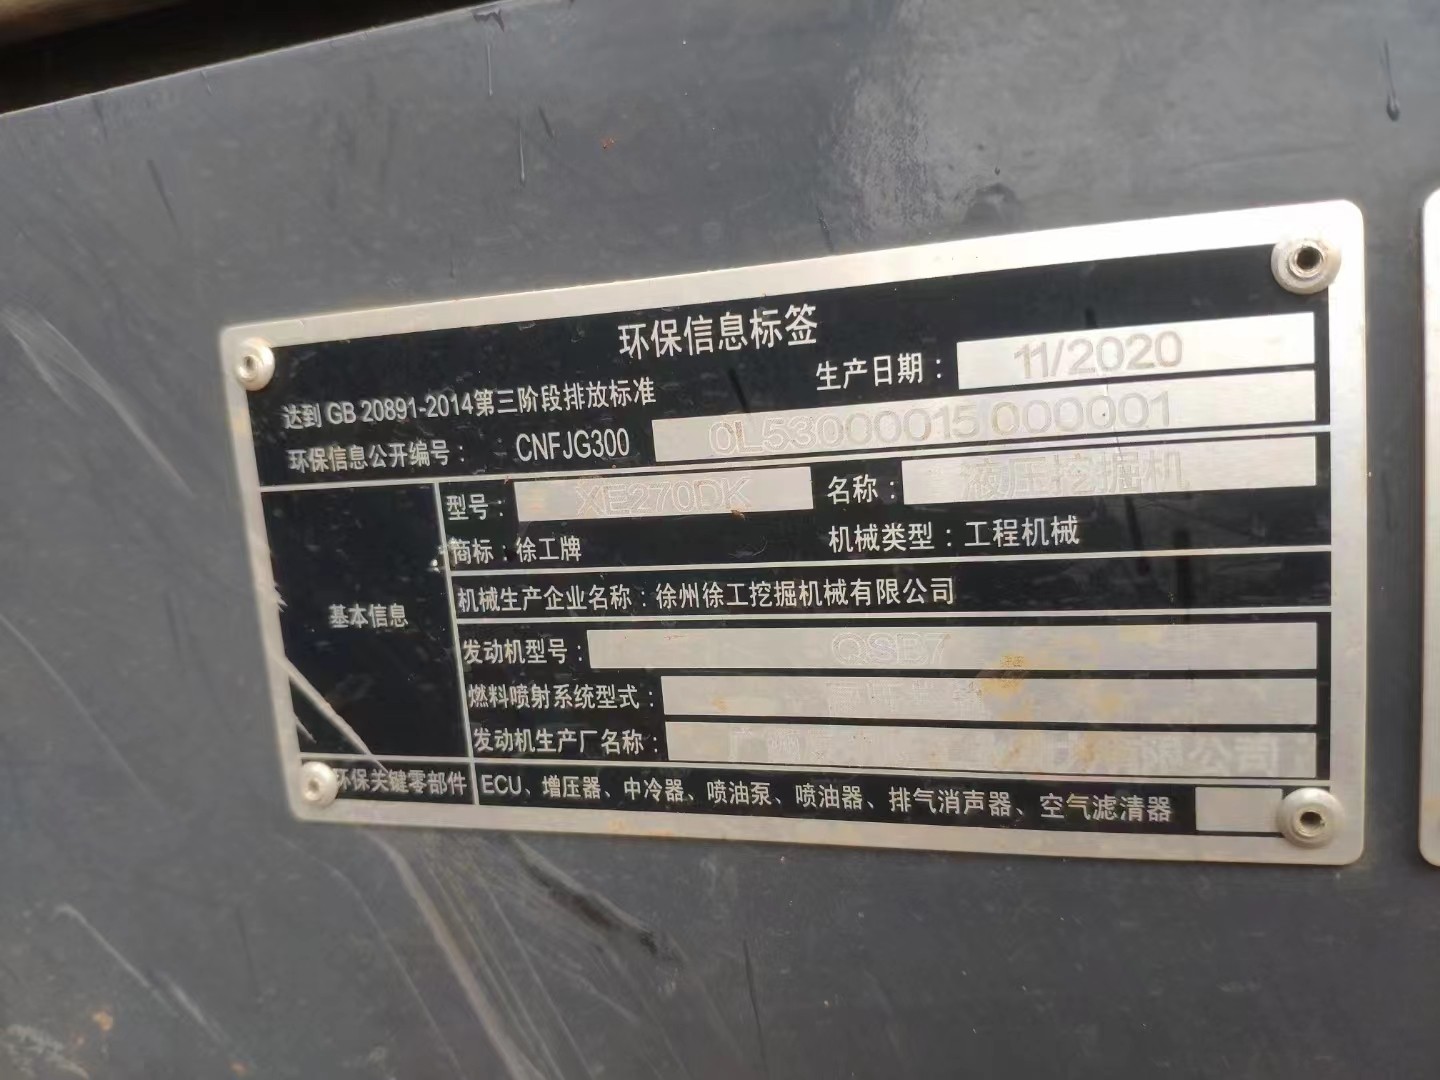 环保信息标签
达到 GB 20891-2014第三阶段排放标准 生产日期： 11/2020
环保信息公开编号： CNFJG300 0L53000015000001
基本信息
型号： XE270DK 名称： 液压挖掘机
商标：徐工牌 机械类型：工程机械
机械生产企业名称：徐州徐工挖掘机械有限公司
发动机型号： QSB7
燃料喷射系统型式：
发动机生产厂名称：
环保关键零部件 ECU、增压器、中冷器、喷油泵、喷油器、排气消声器、空气滤清器